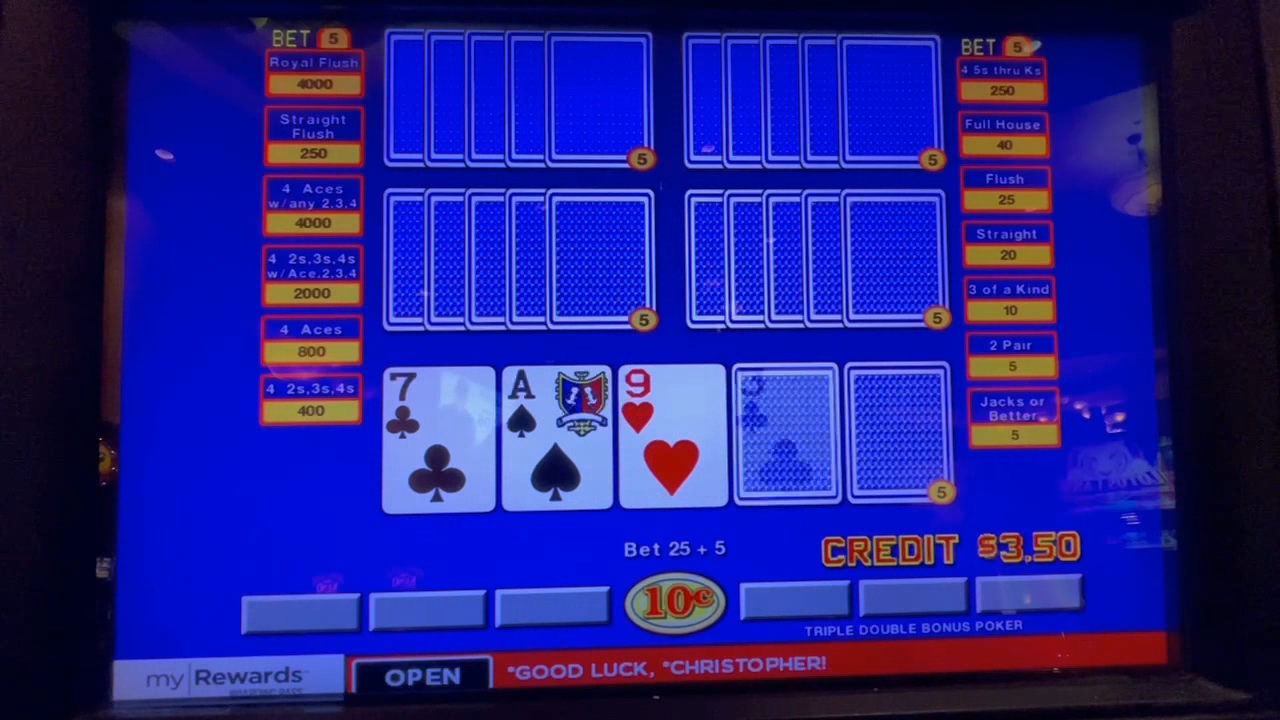 BET 5
Royal Flush
4000
Straight
Flush
250
4 Aces
w/any 2,3,4
4000
4 2s,3s,4s
w/Ace,2,3,4
2000
4 Aces
800
4 2s,3s,4s
400
5
5
5
5
BET 5
4 5s thru Ks
250
Full House
40
Flush
25
Straight
20
3 of a Kind
10
2 Pair
5
Jacks or
Better
5
7
A
9
5
Bet 25 + 5
CREDIT $3.50
10¢
TRIPLE DOUBLE BONUS POKER
my|Rewards
OPEN
*GOOD LUCK, *CHRISTOPHER!